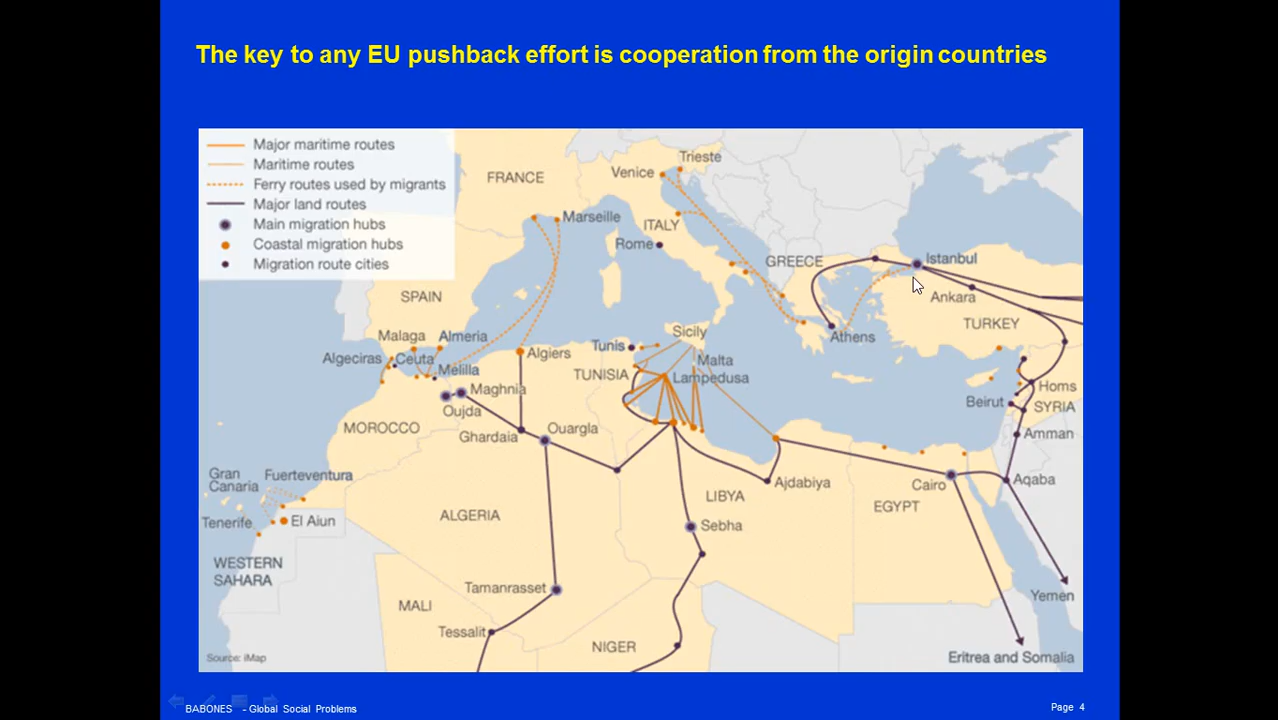 The key to any EU pushback effort is cooperation from the origin countries
Major maritime routes
Maritime routes
Ferry routes used by migrants
Major land routes
Main migration hubs
Coastal migration hubs
Migration route cities
Trieste
Venice
FRANCE
Marseille
ITALY
Rome
GREECE
Istanbul
SPAIN
Ankara
TURKEY
Malaga
Almeria
Sicily
Athens
Algeciras
Ceuta
Algiers
Tunis
Malta
Melilla
TUNISIA
Lampedusa
Maghnia
Homs
Oujda
Beirut
SYRIA
MOROCCO
Ghardaia
Ouargla
Amman
Gran
Canaria
Fuerteventura
Cairo
Aqaba
Ajdabiya
LIBYA
EGYPT
Tenerife
El Aiun
ALGERIA
Sebha
WESTERN
SAHARA
Tamanrasset
Yemen
MALI
Tessalit
NIGER
Eritrea and Somalia
Source: iMap
BABONES - Global Social Problems
Page 4